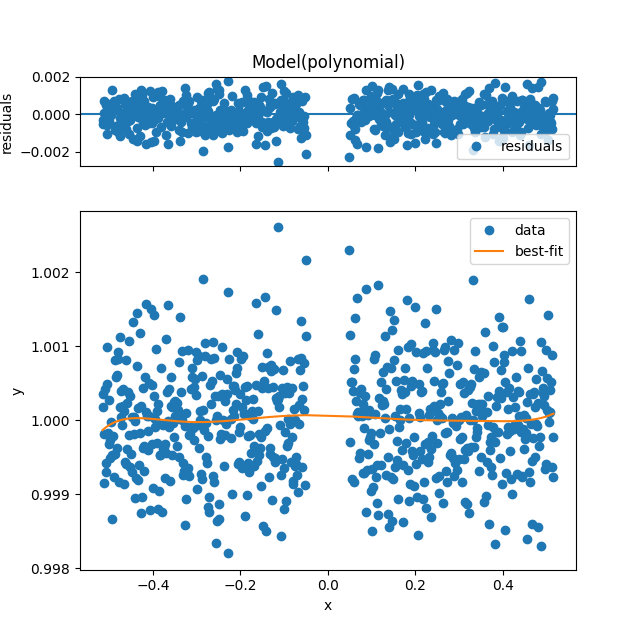 Model(polynomial)
0.002
0.000
−0.002
residuals
residuals
data
best-fit
1.002
1.001
1.000
0.999
0.998
y
−0.4
−0.2
0.0
0.2
0.4
x